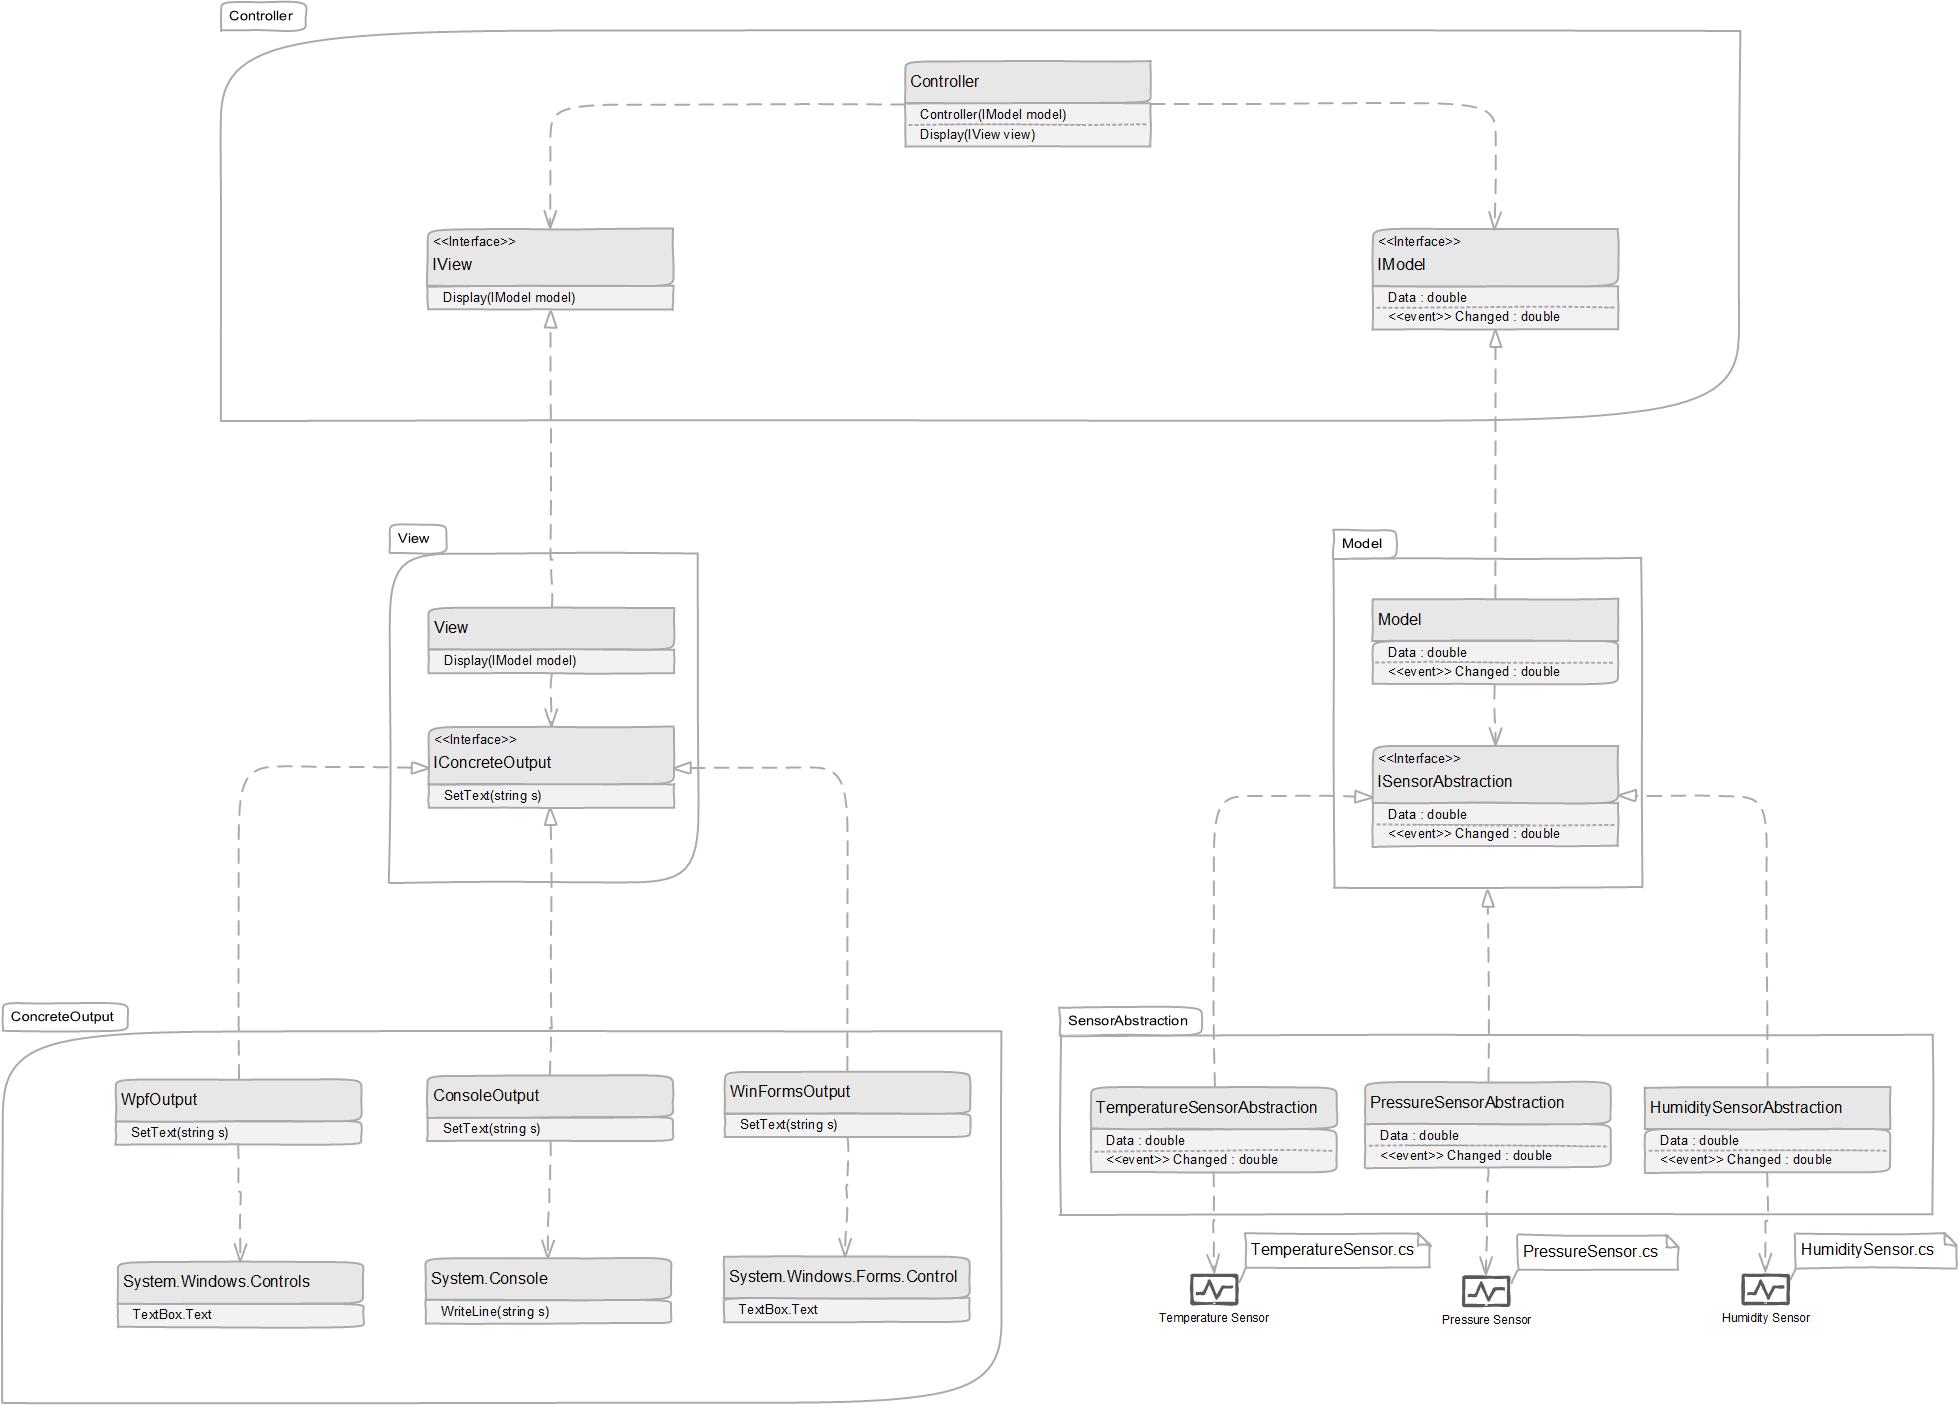 Controller
Controller
Controller(IModel model)
Display(IView view)
<<Interface>>
IView
Display(IModel model)
<<Interface>>
IModel
Data : double
<<event>> Changed : double
View
View
Display(IModel model)
<<Interface>>
IConcreteOutput
SetText(string s)
Model
Model
Data : double
<<event>> Changed : double
<<Interface>>
ISensorAbstraction
Data : double
<<event>> Changed : double
ConcreteOutput
WpfOutput
SetText(string s)
ConsoleOutput
SetText(string s)
WinFormsOutput
SetText(string s)
System.Windows.Controls
TextBox.Text
System.Console
WriteLine(string s)
System.Windows.Forms.Control
TextBox.Text
SensorAbstraction
TemperatureSensorAbstraction
Data : double
<<event>> Changed : double
PressureSensorAbstraction
Data : double
<<event>> Changed : double
HumiditySensorAbstraction
Data : double
<<event>> Changed : double
TemperatureSensor.cs
Temperature Sensor
PressureSensor.cs
Pressure Sensor
HumiditySensor.cs
Humidity Sensor